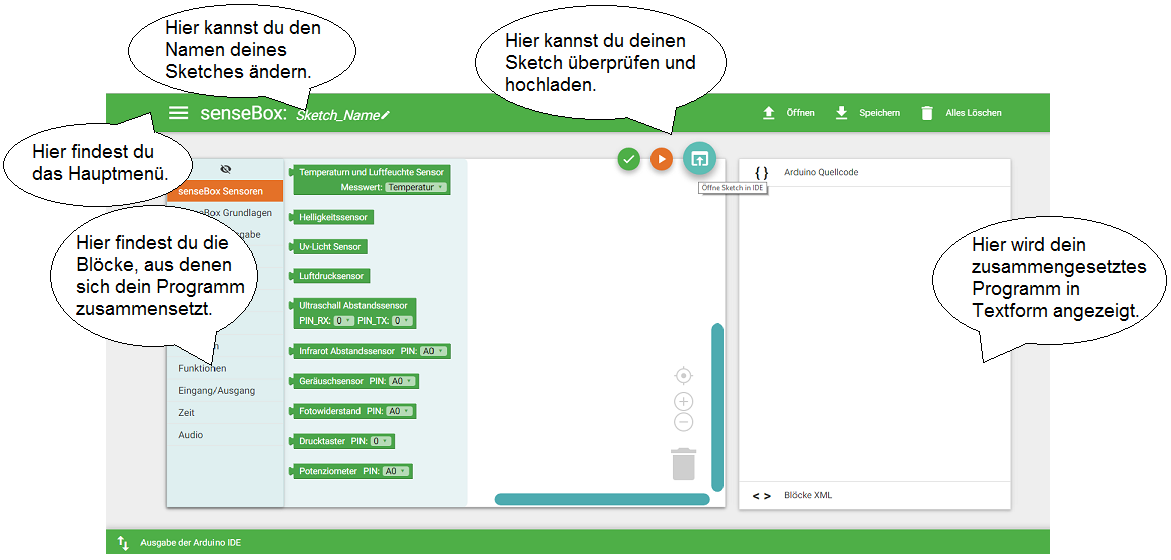 Hier kannst du den
Namen deines
Sketches ändern.
Hier kannst du deinen
Sketch überprüfen und
hochladen.
senseBox: Sketch_Name
Öffnen
Speichern
Alles Löschen
Hier findest du
das Hauptmenü.
senseBox Sensoren
Box Grundlagen
gabe
Hier findest du die
Blöcke, aus denen
sich dein Programm
zusammensetzt.
n
Funktionen
Eingang/Ausgang
Zeit
Audio
Temperaturn und Luftfeuchte Sensor
Messwert: Temperatur
Helligkeitssensor
Uv-Licht Sensor
Luftdrucksensor
Ultraschall Abstandssensor
PIN_RX: 0 PIN_TX: 0
Infrarot Abstandssensor PIN: A0
Geräuschsensor PIN: A0
Fotowiderstand PIN: A0
Drucktaster PIN: 0
Potenziometer PIN: A0
Öffne Sketch in IDE
{ } Arduino Quellcode
Hier wird dein
zusammengesetztes
Programm in
Textform angezeigt.
< > Blöcke XML
Ausgabe der Arduino IDE